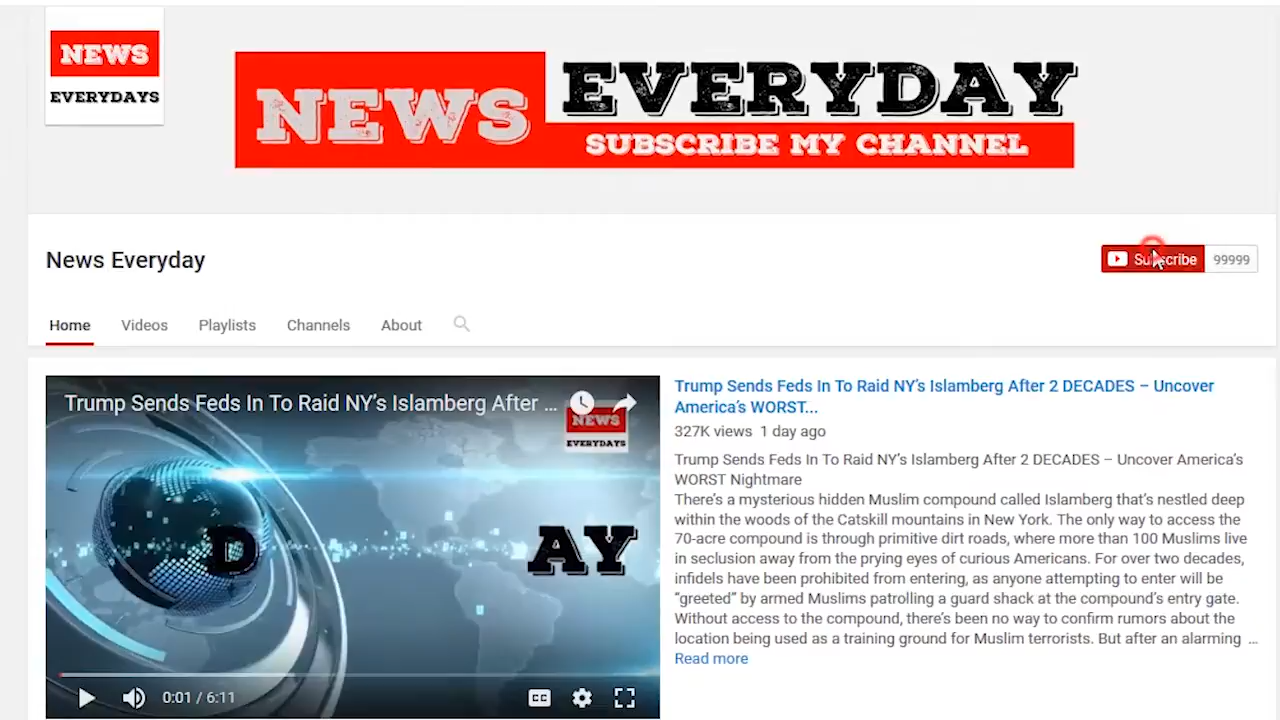 NEWS
EVERYDAYS
NEWS
EVERYDAY
SUBSCRIBE MY CHANNEL
News Everyday
Subscribe
99999
Home
Videos
Playlists
Channels
About
Trump Sends Feds In To Raid NY’s Islamberg After ...
NEWS
EVERYDAYS
D
AY
0:01 / 6:11
CC
Trump Sends Feds In To Raid NY’s Islamberg After 2 DECADES – Uncover
America’s WORST...
327K views 1 day ago
Trump Sends Feds In To Raid NY’s Islamberg After 2 DECADES – Uncover America’s
WORST Nightmare
There’s a mysterious hidden Muslim compound called Islamberg that’s nestled deep
within the woods of the Catskill mountains in New York. The only way to access the
70-acre compound is through primitive dirt roads, where more than 100 Muslims live
in seclusion away from the prying eyes of curious Americans. For over two decades,
infidels have been prohibited from entering, as anyone attempting to enter will be
“greeted” by armed Muslims patrolling a guard shack at the compound’s entry gate.
Without access to the compound, there’s been no way to confirm rumors about the
location being used as a training ground for Muslim terrorists. But after an alarming ...
Read more